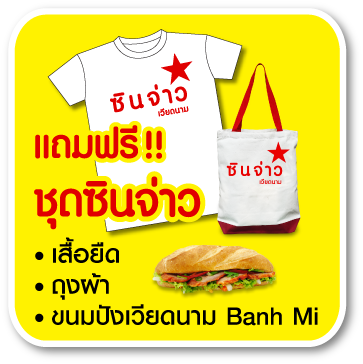 ซินจ่าว
เวียดนาม
ซินจ่าว
เวียดนาม
แถมฟรี!!
ชุดซินจ่าว
• เสื้อยืด
• ถุงผ้า
• ขนมปังเวียดนาม Banh Mi